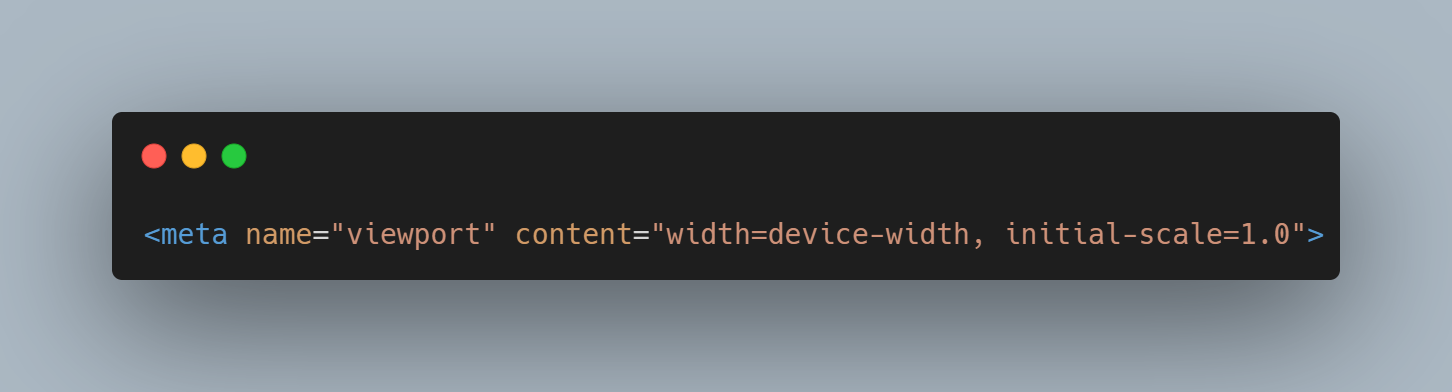 <meta name="viewport" content="width=device-width, initial-scale=1.0">